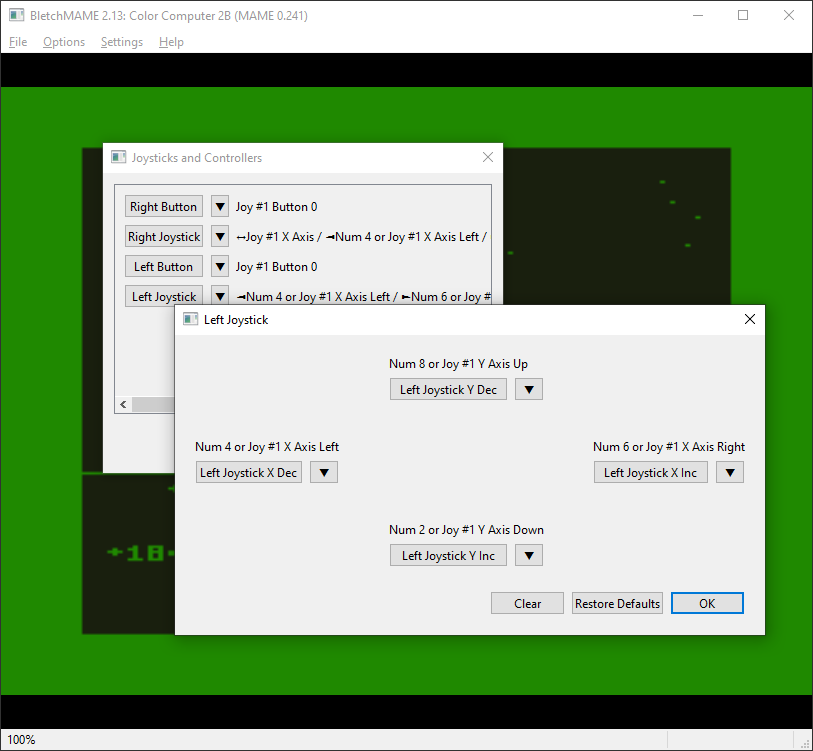 BletchMAME 2.13: Color Computer 2B (MAME 0.241)
File Options Settings Help
Joysticks and Controllers
Right Button ▼ Joy #1 Button 0
Right Joystick ▼ ↔Joy #1 X Axis / ◄Num 4 or Joy #1 X Axis Left /
Left Button ▼ Joy #1 Button 0
Left Joystick ▼ ◄Num 4 or Joy #1 X Axis Left / ►Num 6 or Joy #
Left Joystick
Num 8 or Joy #1 Y Axis Up
Left Joystick Y Dec ▼
Num 4 or Joy #1 X Axis Left Num 6 or Joy #1 X Axis Right
Left Joystick X Dec ▼ Left Joystick X Inc ▼
Num 2 or Joy #1 Y Axis Down
Left Joystick Y Inc ▼
+18-
Clear Restore Defaults OK
100%